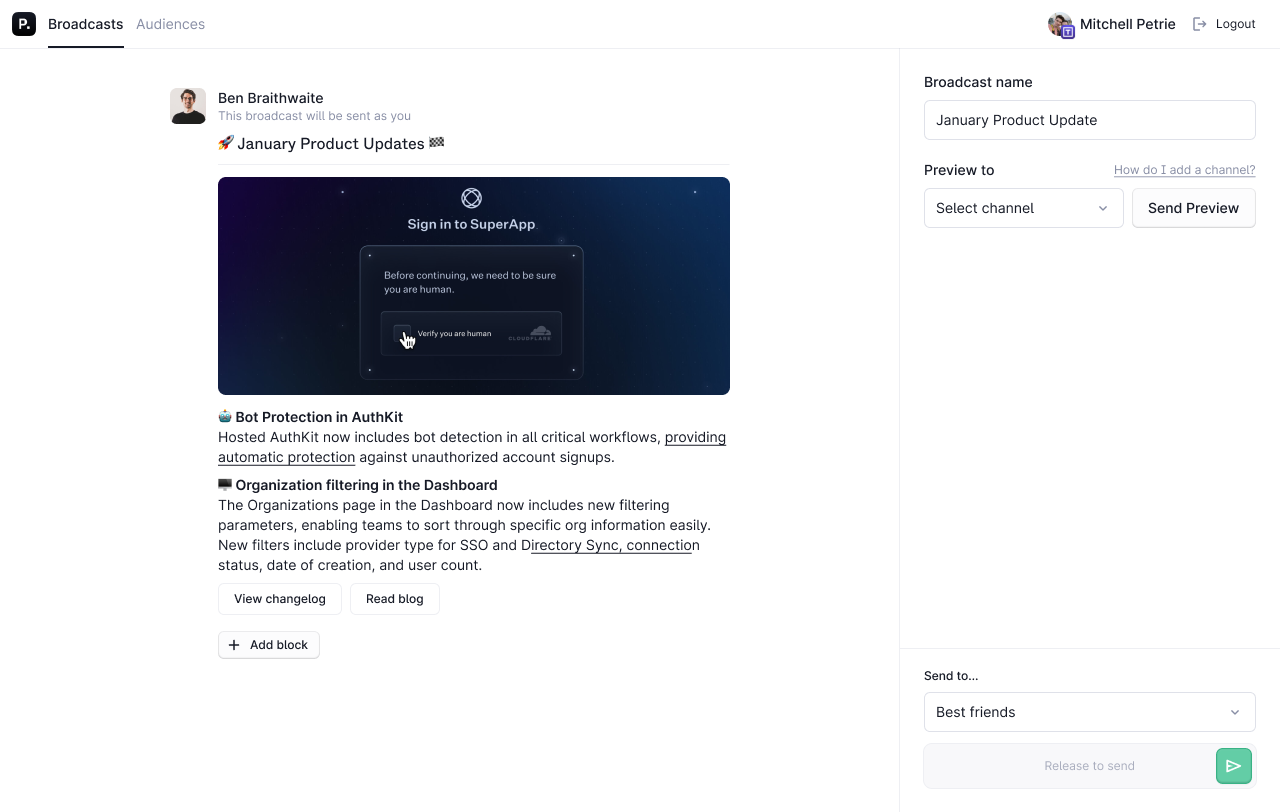 P. Broadcasts Audiences
T Mitchell Petrie Logout
Ben Braithwaite
This broadcast will be sent as you
🚀 January Product Updates 🏁
Sign in to SuperApp
Before continuing, we need to be sure
you are human.
Verify you are human CLOUDFLARE
🤖 Bot Protection in AuthKit
Hosted AuthKit now includes bot detection in all critical workflows, providing
automatic protection against unauthorized account signups.
🖥️ Organization filtering in the Dashboard
The Organizations page in the Dashboard now includes new filtering
parameters, enabling teams to sort through specific org information easily.
New filters include provider type for SSO and Directory Sync, connection
status, date of creation, and user count.
View changelog Read blog
+ Add block
Broadcast name
January Product Update
Preview to How do I add a channel?
Select channel Send Preview
Send to...
Best friends
Release to send